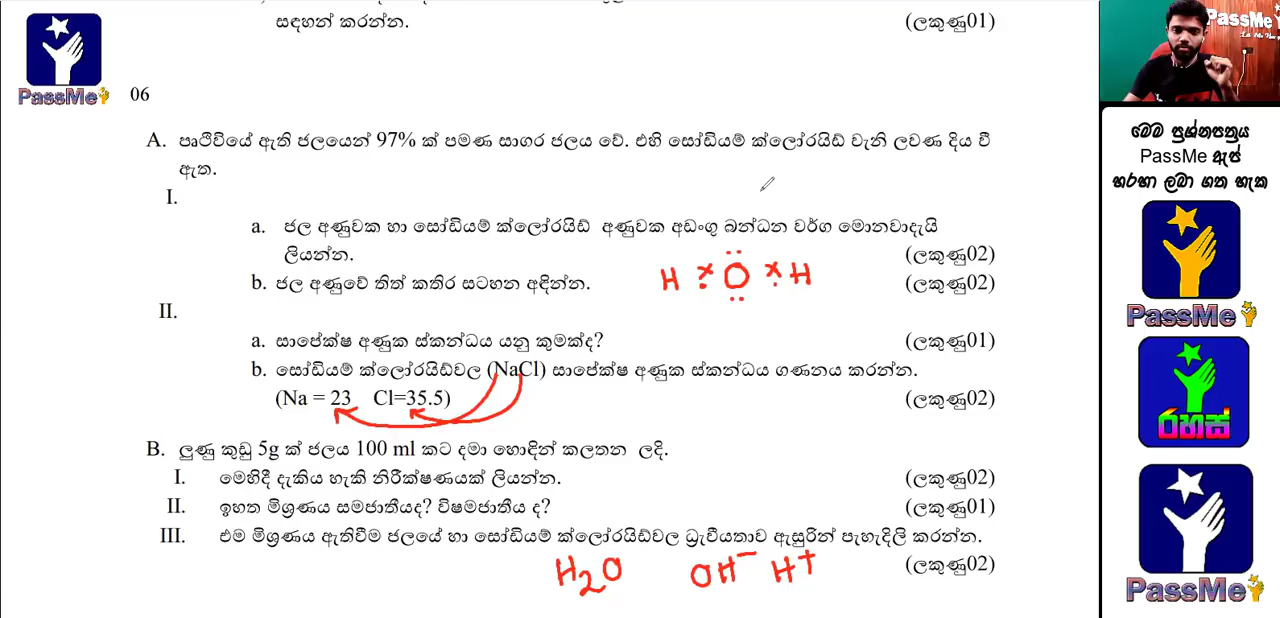 සඳහන් කරන්න. (ලකුණු01)
PassMe
06
A. පෘථිවියේ ඇති ජලයෙන් 97% ක් පමණ සාගර ජලය වේ. එහි සෝඩියම් ක්ලෝරයිඩ් වැනි ලවණ දිය වී
ඇත.
I.
a. ජල අණුවක හා සෝඩියම් ක්ලෝරයිඩ් අණුවක අඩංගු බන්ධන වර්ග මොනවාදැයි
ලියන්න. (ලකුණු02)
b. ජල අණුවේ තිත් කතිර සටහන අඳින්න. H O H (ලකුණු02)
II.
a. සාපේක්ෂ අණුක ස්කන්ධය යනු කුමක්ද? (ලකුණු01)
b. සෝඩියම් ක්ලෝරයිඩ්වල (NaCl) සාපේක්ෂ අණුක ස්කන්ධය ගණනය කරන්න.
(Na = 23 Cl=35.5) (ලකුණු02)
B. ලුණු කුඩු 5g ක් ජලය 100 ml කට දමා හොඳින් කලතන ලදි.
I. මෙහිදී දැකිය හැකි නිරීක්ෂණයක් ලියන්න. (ලකුණු02)
II. ඉහත මිශ්‍රණය සමජාතීයද? විෂමජාතීය ද? (ලකුණු01)
III. එම මිශ්‍රණය ඇතිවීම ජලයේ හා සෝඩියම් ක්ලෝරයිඩ්වල ධ්‍රැවීයතාව ඇසුරින් පැහැදිලි කරන්න.
H2O OH⁻ H⁺ (ලකුණු02)
PassMe
මෙම ප්‍රශ්නපත්‍රය
PassMe ඇප්
හරහා ලබා ගත හැක
PassMe
රහස්
PassMe